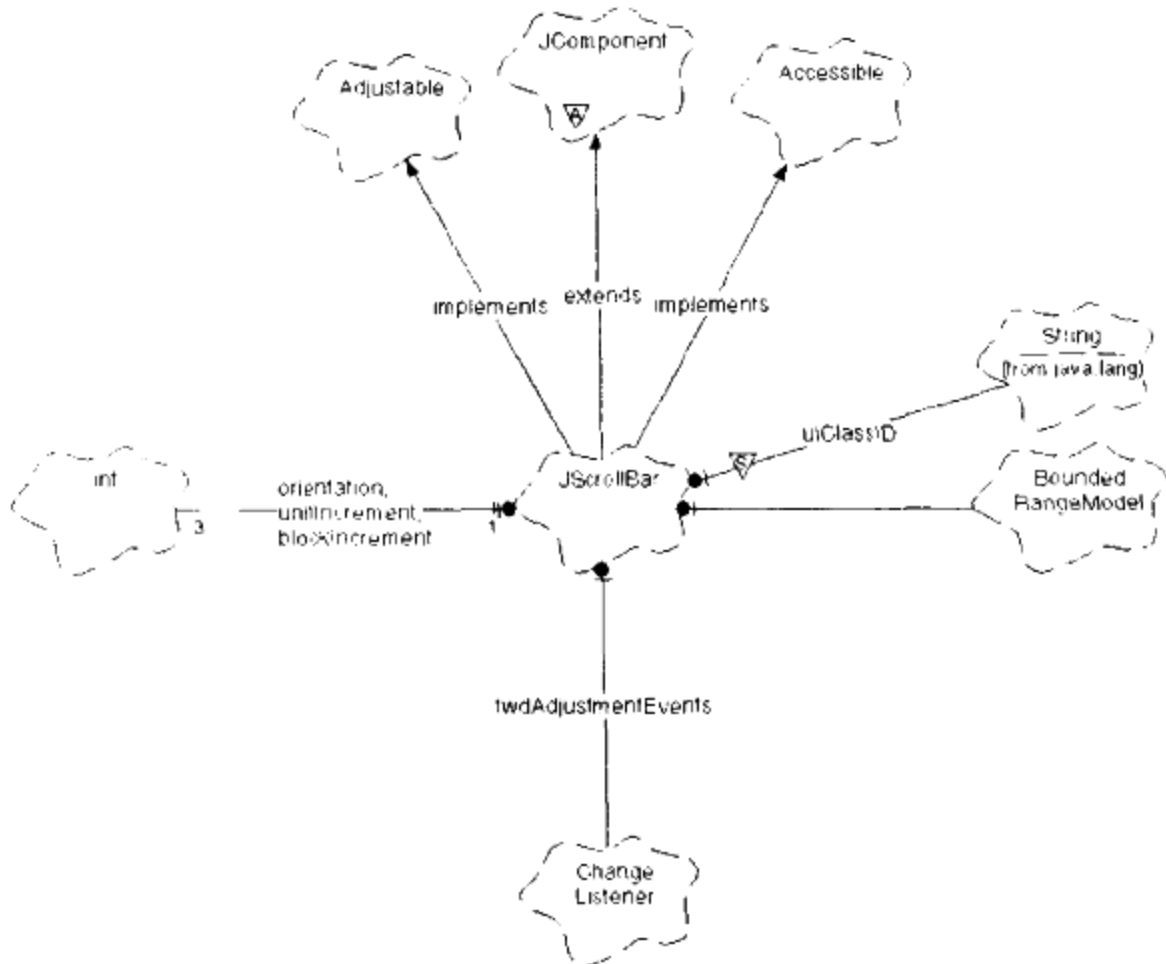 JComponent
Adjustable
Accessible
A
implements
extends
implements
String
(from java.lang)
uiClassID
S
int
JScrollBar
Bounded
RangeModel
orientation,
unitIncrement,
blockIncrement
3
1
fwdAdjustmentEvents
Change
Listener